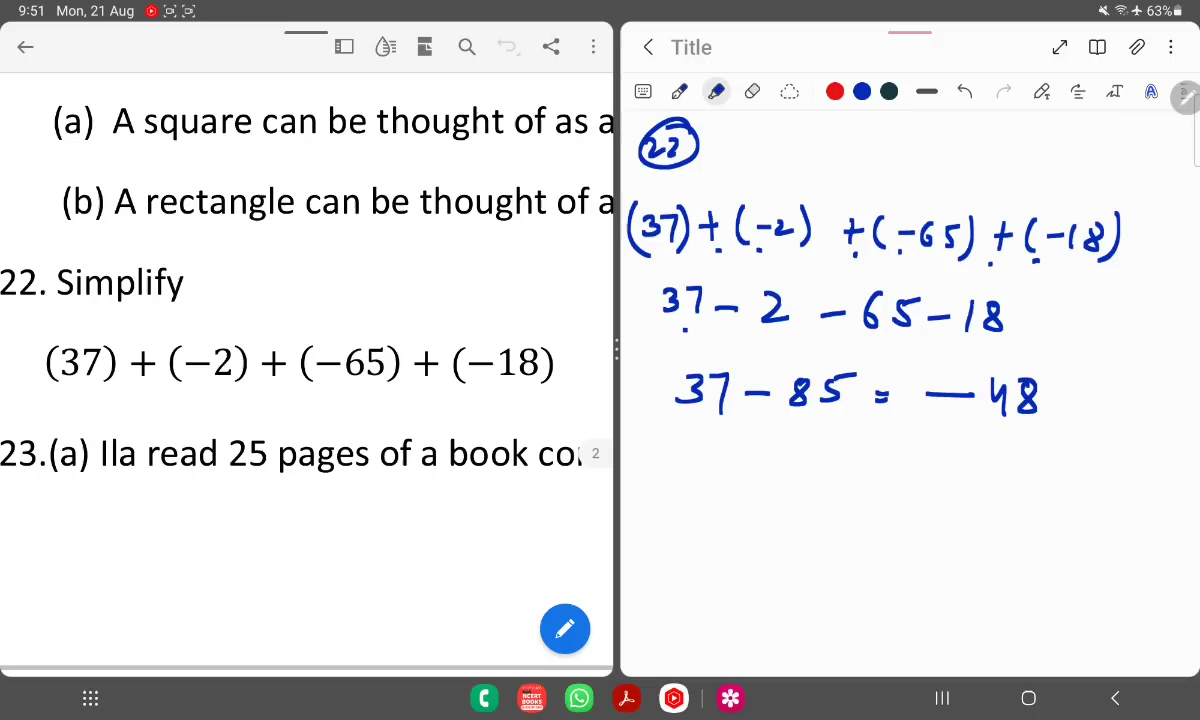 9:51 Mon, 21 Aug
63%
(a) A square can be thought of as a
(b) A rectangle can be thought of a
22. Simplify
(37) + (−2) + (−65) + (−18)
23.(a) Ila read 25 pages of a book
2
Title
22
(37) + (-2) + (-65) + (-18)
37 - 2 - 65 - 18
37 - 85 = - 48
NCERT BOOKS